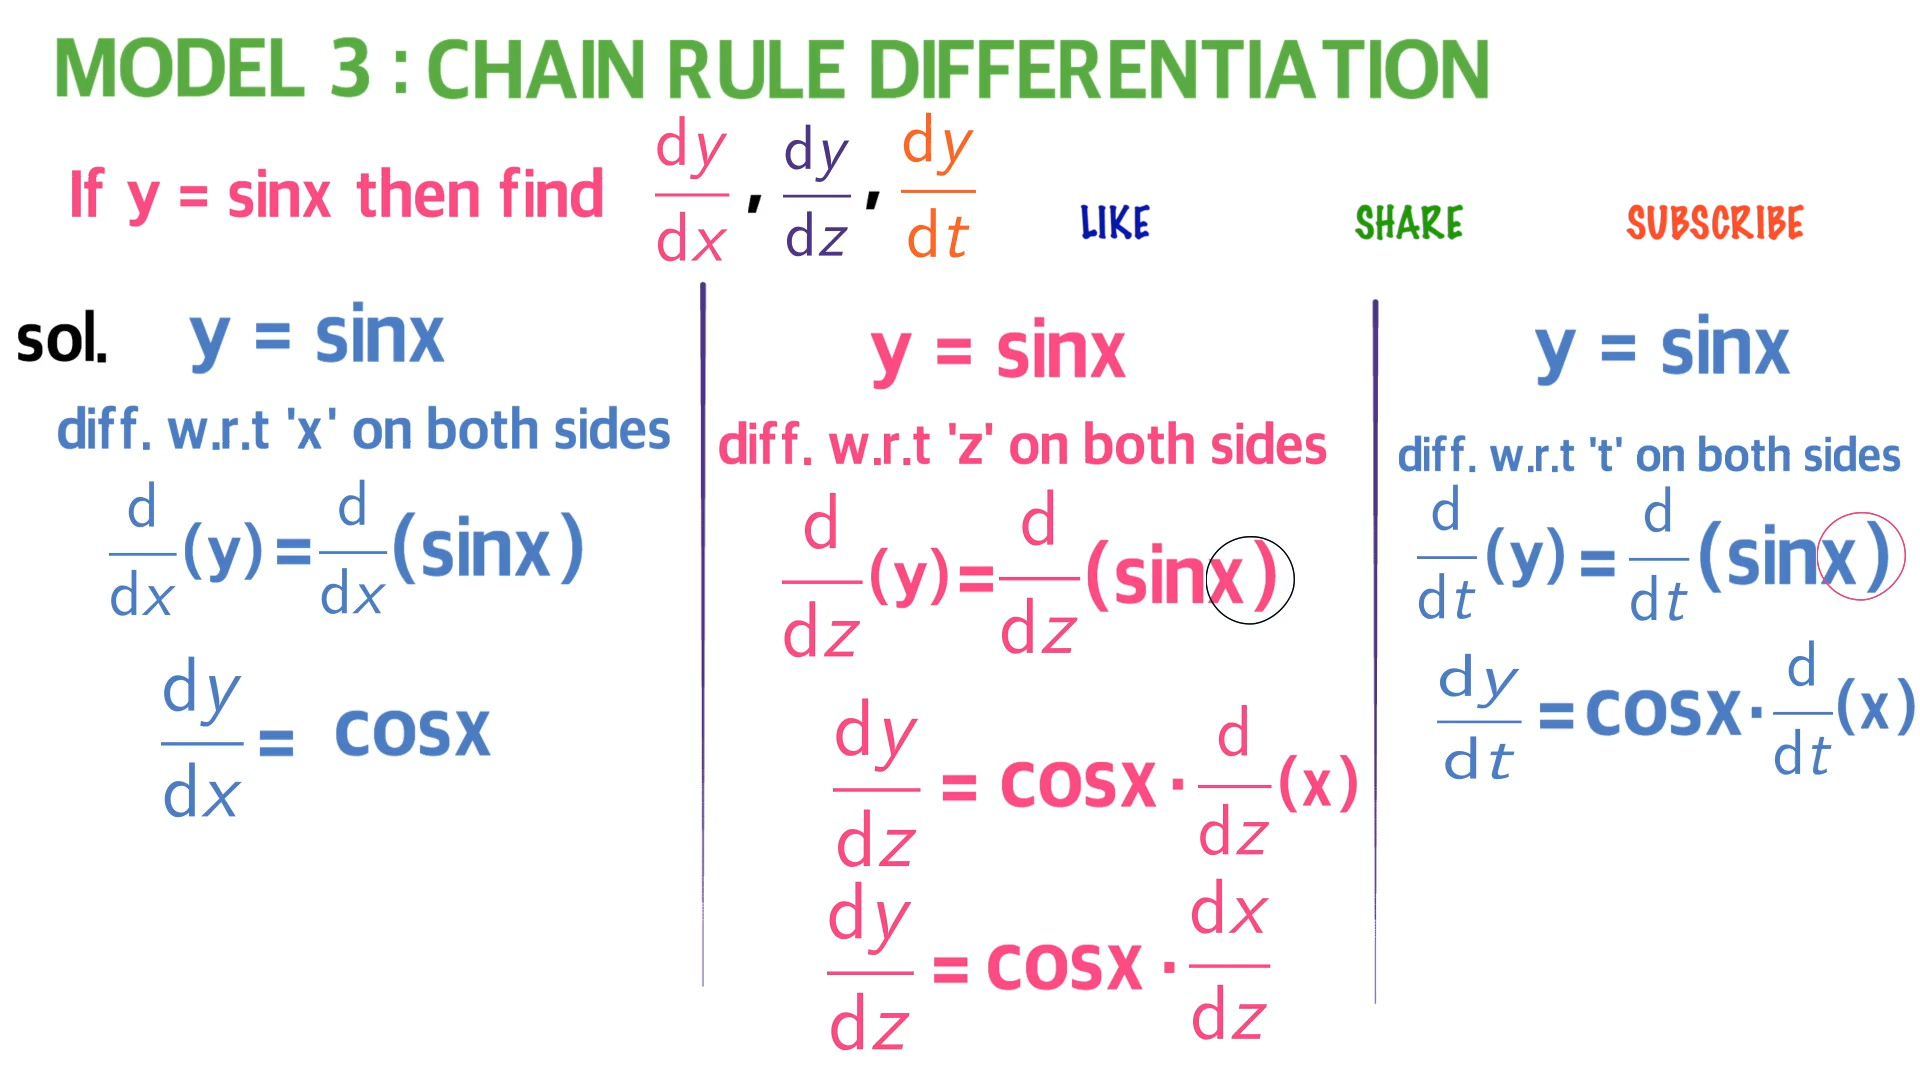 MODEL 3 : CHAIN RULE DIFFERENTIATION
If y = sinx then find dy/dx , dy/dz , dy/dt
LIKE SHARE SUBSCRIBE
sol. y = sinx
diff. w.r.t 'x' on both sides
d/dx (y) = d/dx (sinx)
dy/dx = cosx
y = sinx
diff. w.r.t 'z' on both sides
d/dz (y) = d/dz (sinx)
dy/dz = cosx · d/dz (x)
dy/dz = cosx · dx/dz
y = sinx
diff. w.r.t 't' on both sides
d/dt (y) = d/dt (sinx)
dy/dt = cosx · d/dt (x)